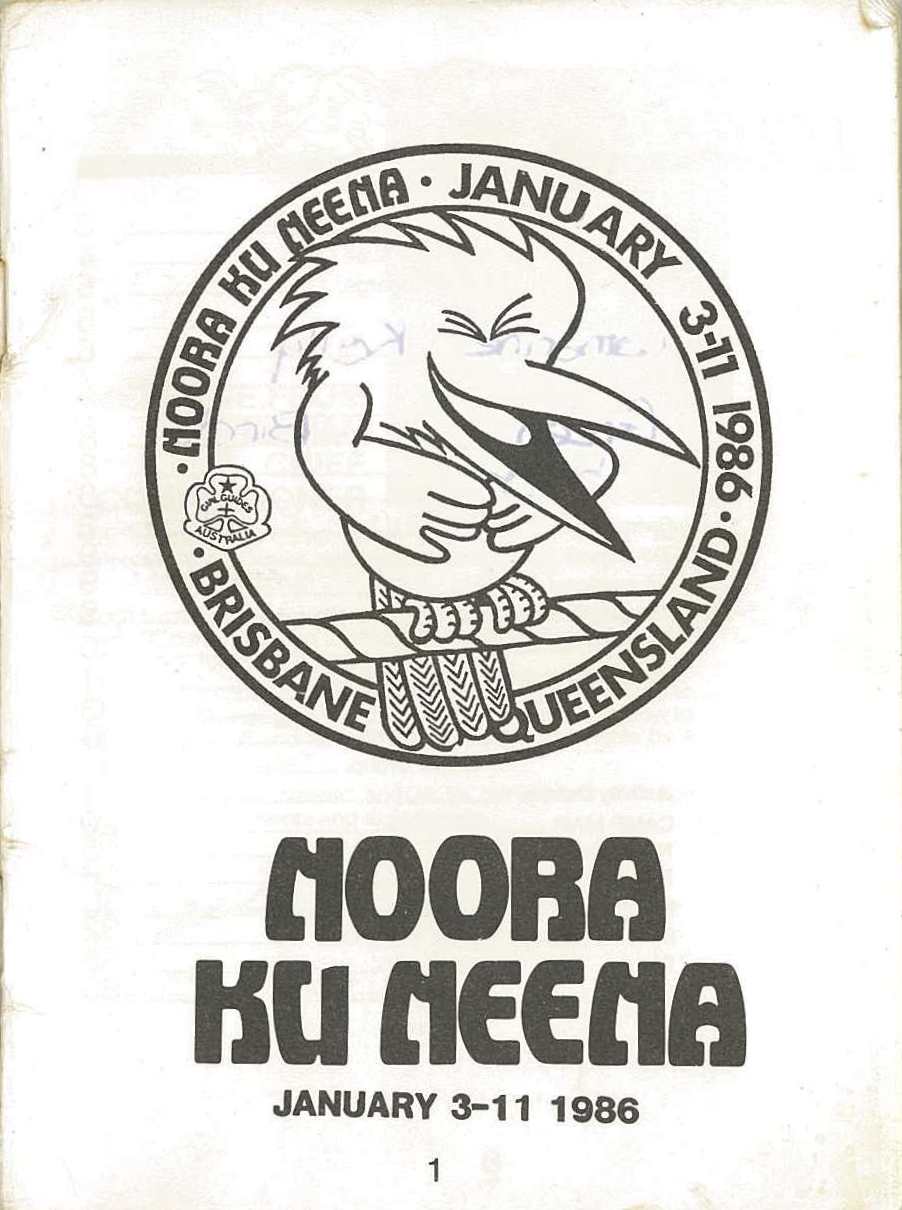 • NOORA KU NEENA • JANUARY 3-11 1986 •
• BRISBANE QUEENSLAND •
GIRL GUIDES
AUSTRALIA
NOORA
KU NEENA
JANUARY 3-11 1986
1